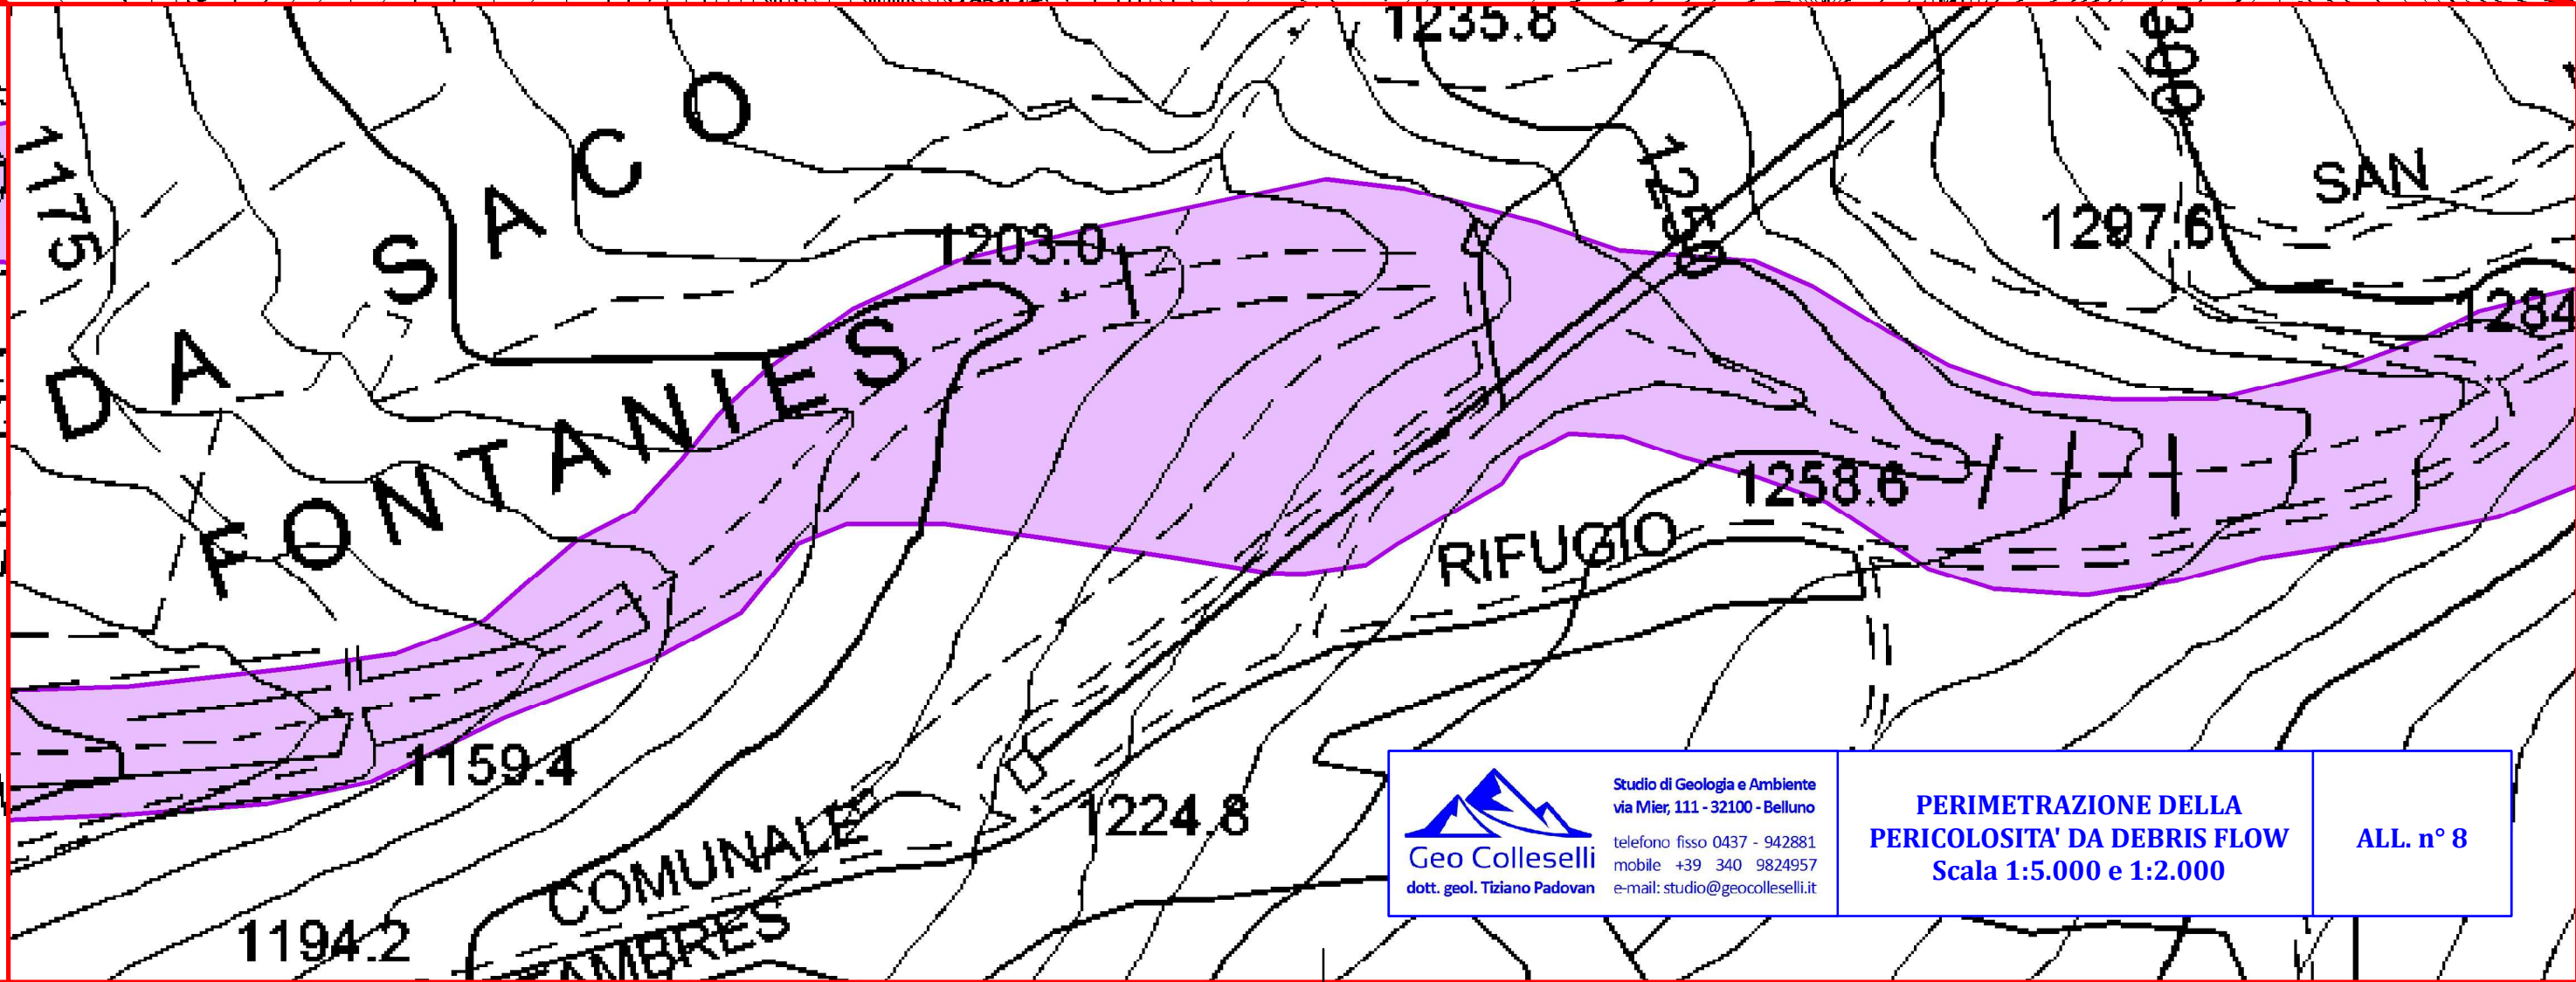 1235.8
300
O
C
1175
A
S
1250
SAN
1297.6
1203.0
1284
D A
FONTANIES
1258.6
RIFUGIO
1159.4
1224.8
COMUNALE
1194.2
Geo Colleselli
dott. geol. Tiziano Padovan
Studio di Geologia e Ambiente
via Mier, 111 - 32100 - Belluno
telefono fisso 0437 - 942881
mobile +39 340 9824957
e-mail: studio@geocolleselli.it
PERIMETRAZIONE DELLA
PERICOLOSITA' DA DEBRIS FLOW
Scala 1:5.000 e 1:2.000
ALL. n° 8